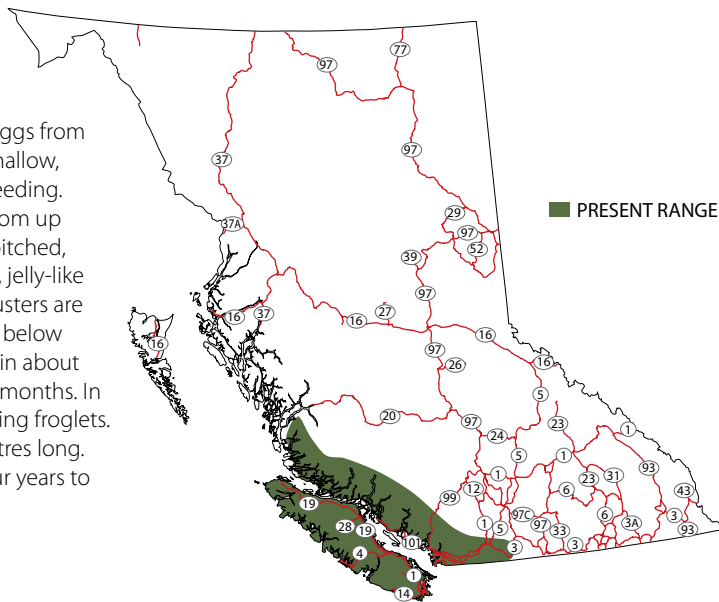 ggs from
hallow,
eeding.
om up
pitched,
, jelly-like
usters are
below
in about
months. In
ing froglets.
tres long.
ur years to
PRESENT RANGE
77
97
97
37
29
37A
97
52
39
97
27
16
37
16
16
16
16
97
26
5
20
97
23
1
24
5
1
93
1
23
31
12
6
43
99
97C
6
3
1
5
97
33
3A
93
3
3
19
28
19
101
4
1
14